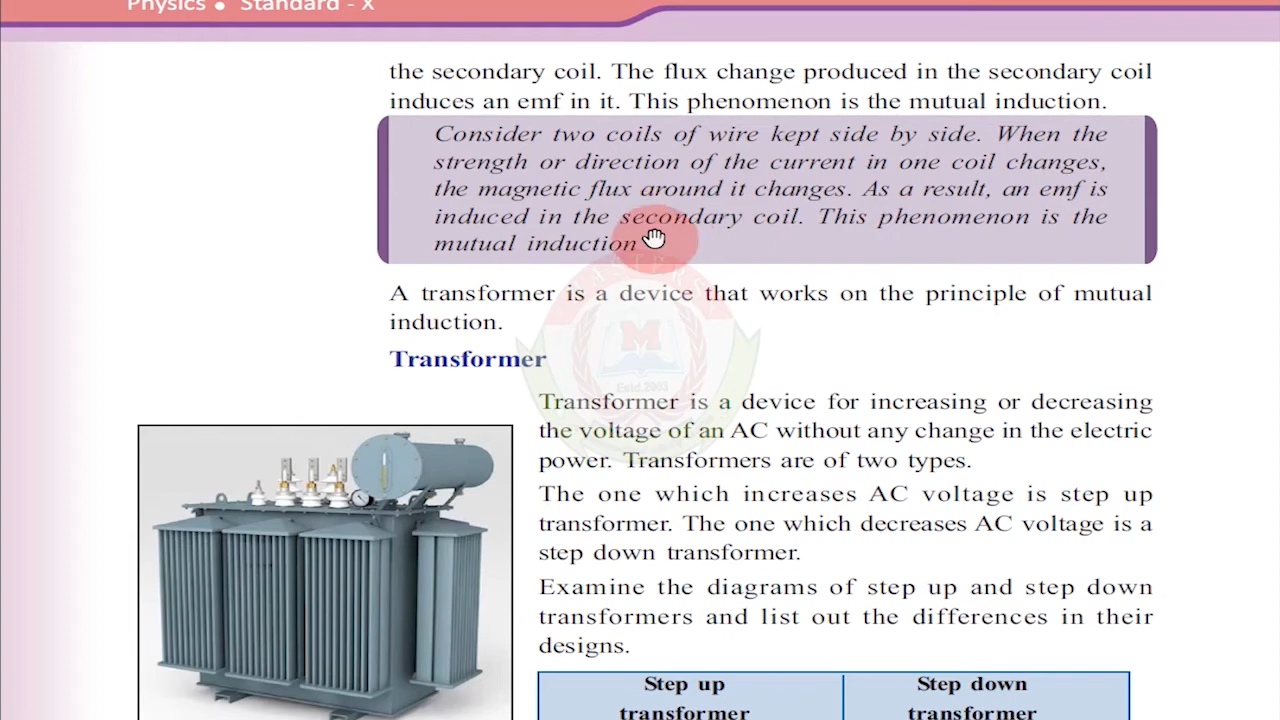 Physics • Standard - X
the secondary coil. The flux change produced in the secondary coil
induces an emf in it. This phenomenon is the mutual induction.
Consider two coils of wire kept side by side. When the
strength or direction of the current in one coil changes,
the magnetic flux around it changes. As a result, an emf is
induced in the secondary coil. This phenomenon is the
mutual induction
A transformer is a device that works on the principle of mutual
induction.
Transformer
Transformer is a device for increasing or decreasing
the voltage of an AC without any change in the electric
power. Transformers are of two types.
The one which increases AC voltage is step up
transformer. The one which decreases AC voltage is a
step down transformer.
Examine the diagrams of step up and step down
transformers and list out the differences in their
designs.
Step up
transformer
Step down
transformer
MASTERS
M
Estd.2003